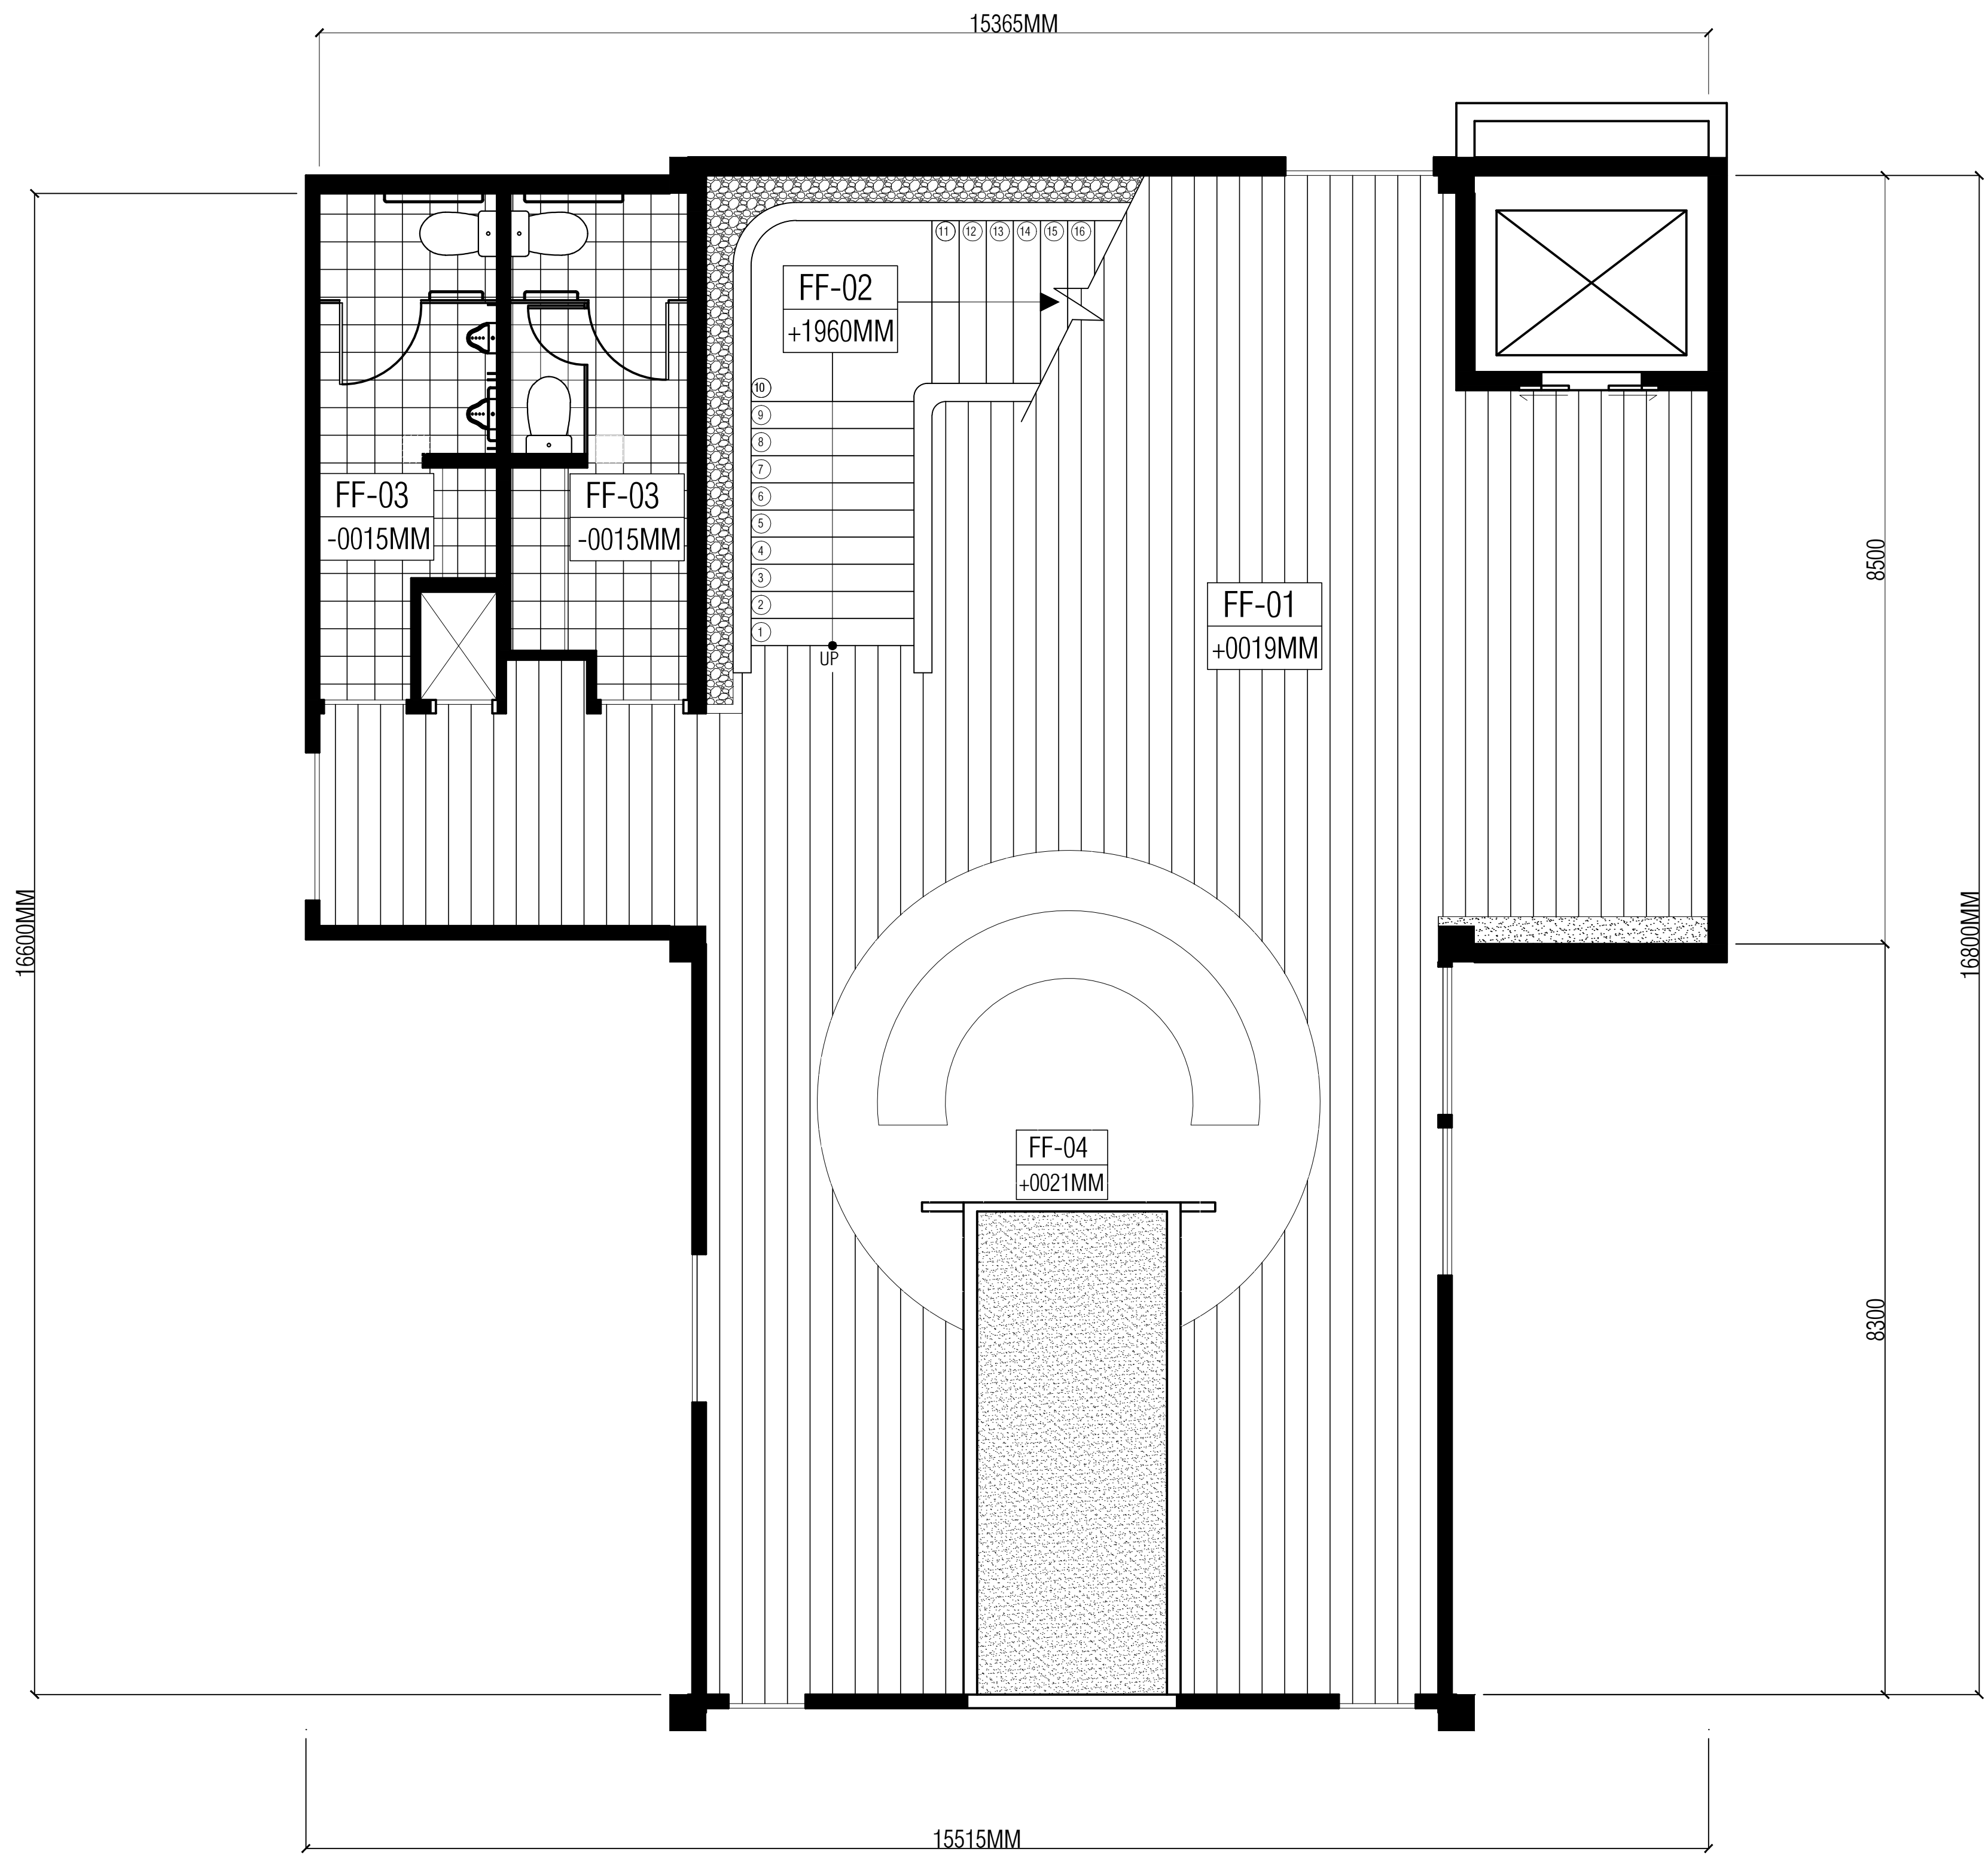 15365MM
11 12 13 14 15 16
FF-02
+1960MM
10
9
8
7
6
5
4
3
2
1
UP
FF-03
-0015MM
FF-03
-0015MM
FF-01
+0019MM
8500
16600MM
16800MM
FF-04
+0021MM
8300
15515MM